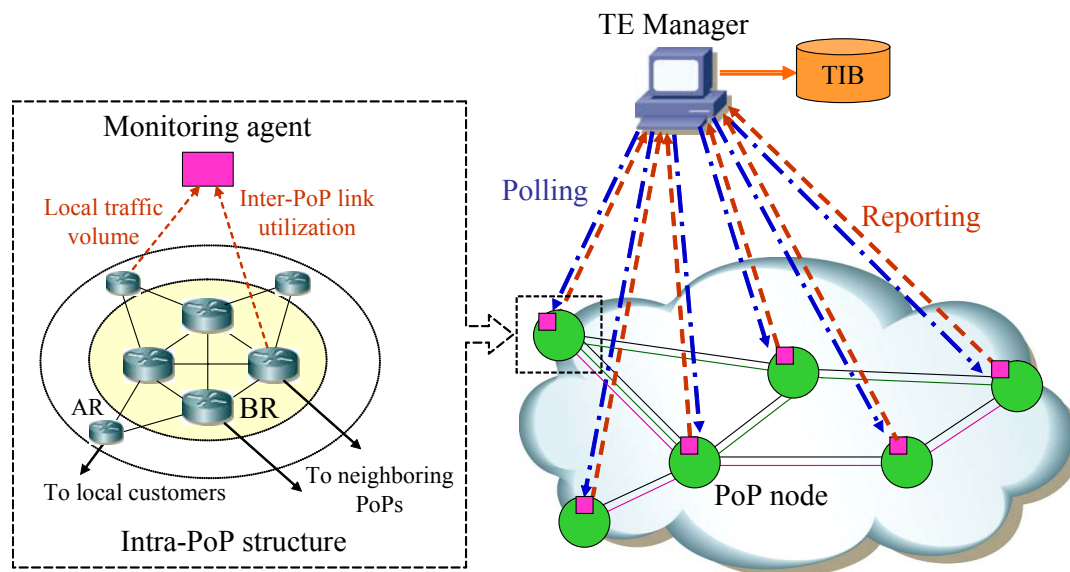 TE Manager
TIB
Monitoring agent
Local traffic
volume
Inter-PoP link
utilization
Polling
Reporting
AR
BR
To local customers
To neighboring
PoPs
PoP node
Intra-PoP structure